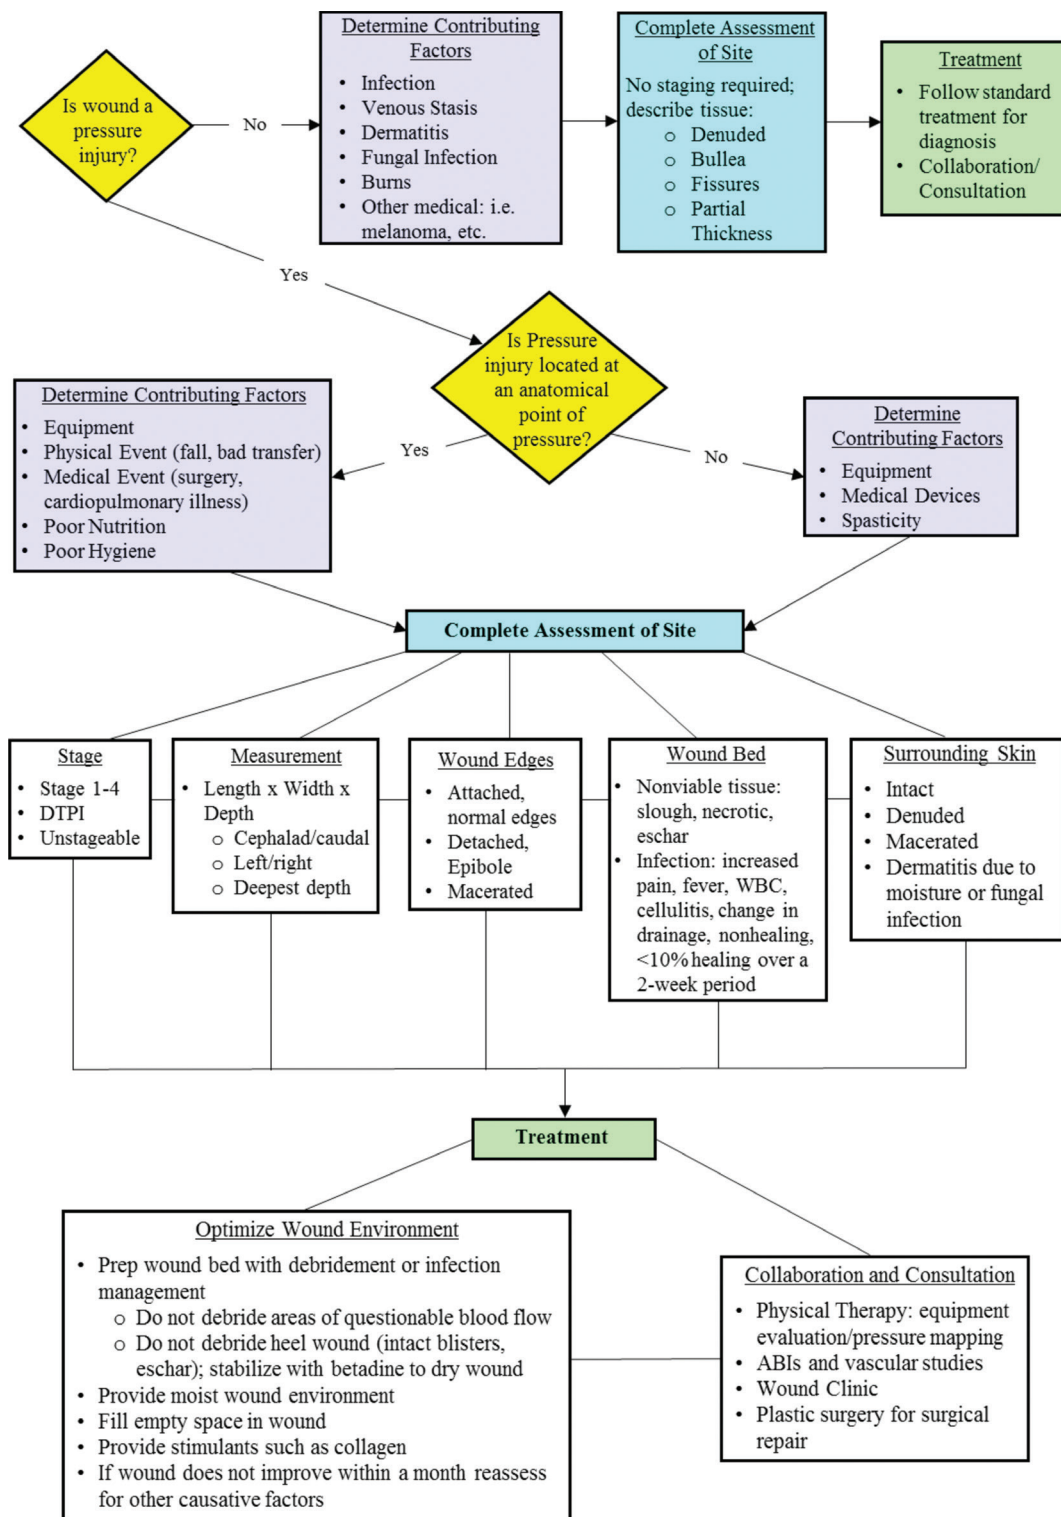 Is wound a
pressure
injury?
No
Determine Contributing
Factors
• Infection
• Venous Stasis
• Dermatitis
• Fungal Infection
• Burns
• Other medical: i.e.
melanoma, etc.
Complete Assessment
of Site
No staging required;
describe tissue:
o Denuded
o Bullea
o Fissures
o Partial
Thickness
Treatment
• Follow standard
treatment for
diagnosis
• Collaboration/
Consultation
Yes
Is Pressure
injury located at
an anatomical
point of
pressure?
Yes
No
Determine Contributing Factors
• Equipment
• Physical Event (fall, bad transfer)
• Medical Event (surgery,
cardiopulmonary illness)
• Poor Nutrition
• Poor Hygiene
Determine
Contributing Factors
• Equipment
• Medical Devices
• Spasticity
Complete Assessment of Site
Stage
• Stage 1-4
• DTPI
• Unstageable
Measurement
• Length x Width x
Depth
o Cephalad/caudal
o Left/right
o Deepest depth
Wound Edges
• Attached,
normal edges
• Detached,
Epibole
• Macerated
Wound Bed
• Nonviable tissue:
slough, necrotic,
eschar
• Infection: increased
pain, fever, WBC,
cellulitis, change in
drainage, nonhealing,
<10% healing over a
2-week period
Surrounding Skin
• Intact
• Denuded
• Macerated
• Dermatitis due to
moisture or fungal
infection
Treatment
Optimize Wound Environment
• Prep wound bed with debridement or infection
management
o Do not debride areas of questionable blood flow
o Do not debride heel wound (intact blisters,
eschar); stabilize with betadine to dry wound
• Provide moist wound environment
• Fill empty space in wound
• Provide stimulants such as collagen
• If wound does not improve within a month reassess
for other causative factors
Collaboration and Consultation
• Physical Therapy: equipment
evaluation/pressure mapping
• ABIs and vascular studies
• Wound Clinic
• Plastic surgery for surgical
repair